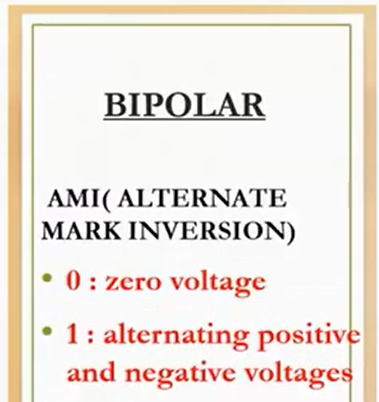 BIPOLAR
AMI( ALTERNATE
MARK INVERSION)
• 0 : zero voltage
• 1 : alternating positive
and negative voltages